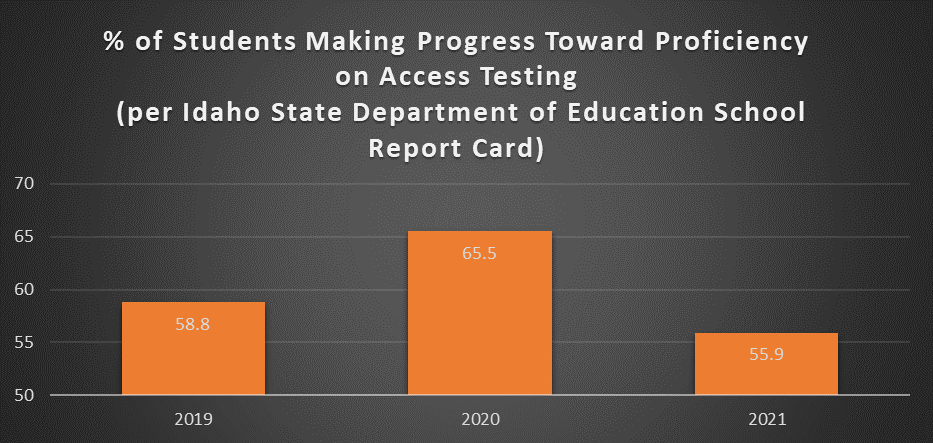 % of Students Making Progress Toward Proficiency
on Access Testing
(per Idaho State Department of Education School
Report Card)
70
65
60
55
50
65.5
58.8
55.9
2019
2020
2021